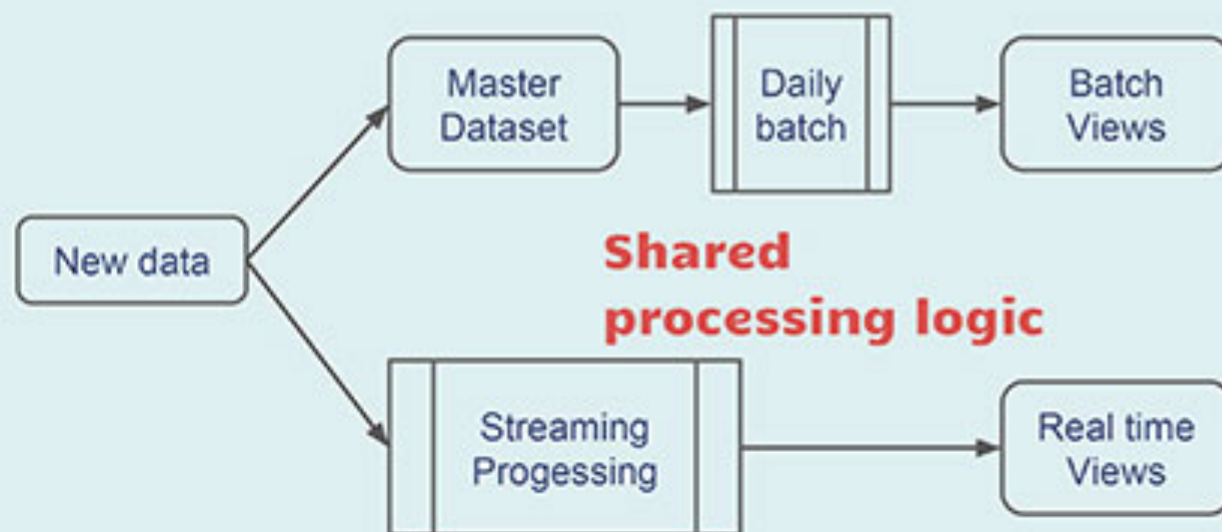 Master
Dataset
Daily
batch
Batch
Views
New data
Shared
processing logic
Streaming
Progessing
Real time
Views